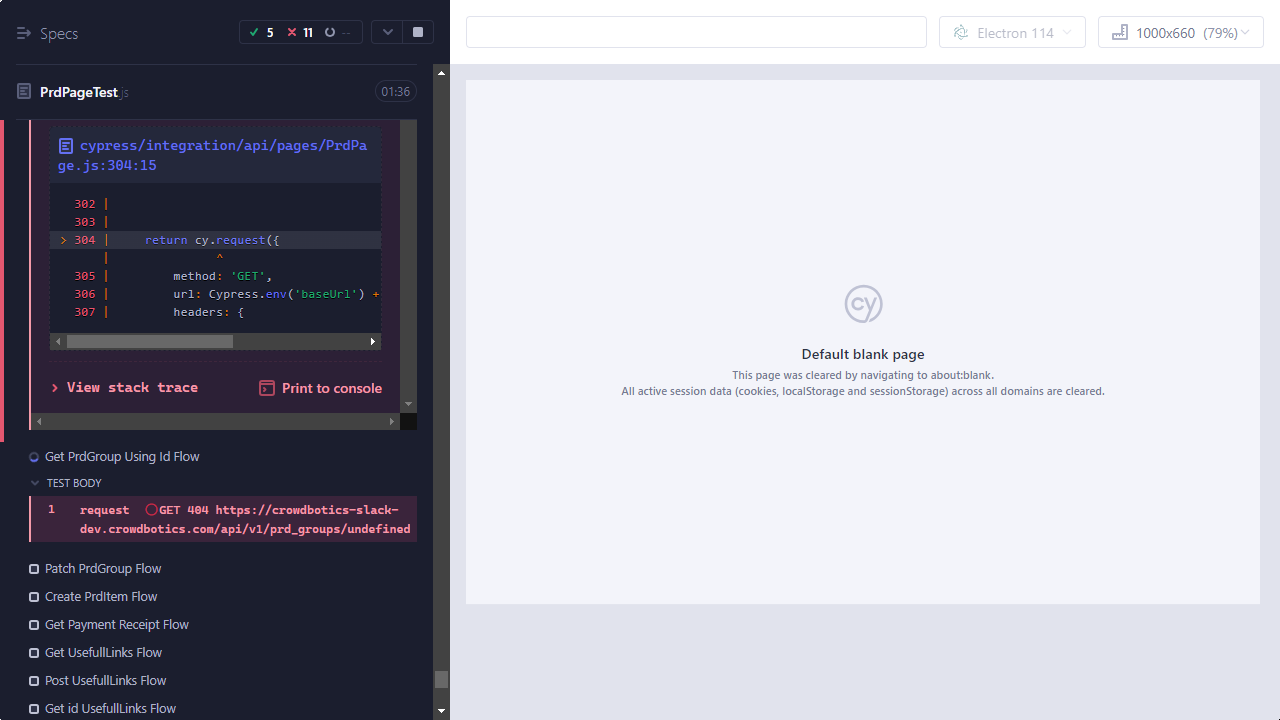 Specs
5 11 --
Electron 114
1000x660 (79%)
PrdPageTest.js
01:36
cypress/integration/api/pages/PrdPa
ge.js:304:15
302 |
303 |
> 304 | return cy.request({
| ^
305 | method: 'GET',
306 | url: Cypress.env('baseUrl') +
307 | headers: {
View stack trace
Print to console
Get PrdGroup Using Id Flow
TEST BODY
1 request GET 404 https://crowdbotics-slack-
dev.crowdbotics.com/api/v1/prd_groups/undefined
Patch PrdGroup Flow
Create PrdItem Flow
Get Payment Receipt Flow
Get UsefullLinks Flow
Post UsefullLinks Flow
Get id UsefullLinks Flow
cy
Default blank page
This page was cleared by navigating to about:blank.
All active session data (cookies, localStorage and sessionStorage) across all domains are cleared.